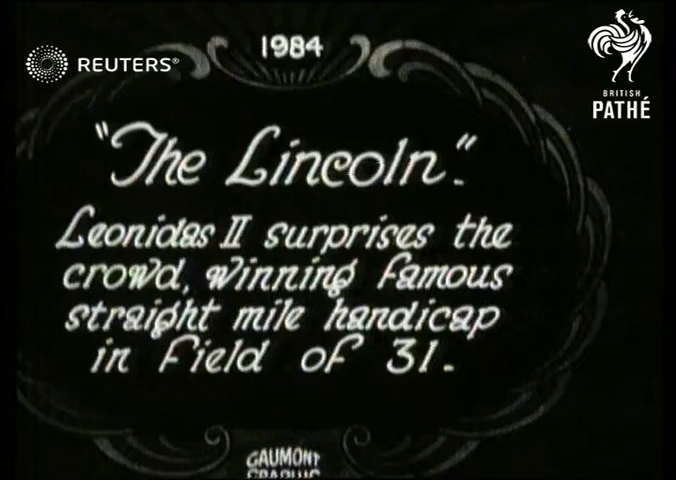 1984
REUTERS®
BRITISH
PATHÉ
"The Lincoln".
Leonidas II surprises the
crowd, winning famous
straight mile handicap
in field of 31.
GAUMONT
GRAPHIC